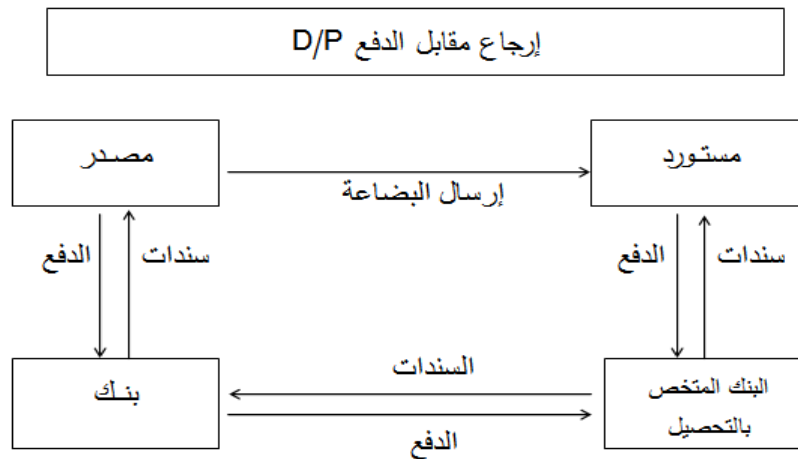 إرجاع مقابل الدفع D/P
مستورد
مصدر
إرسال البضاعة
سندات
الدفع
سندات
الدفع
السندات
البنك المتخص
بالتحصيل
بنك
الدفع